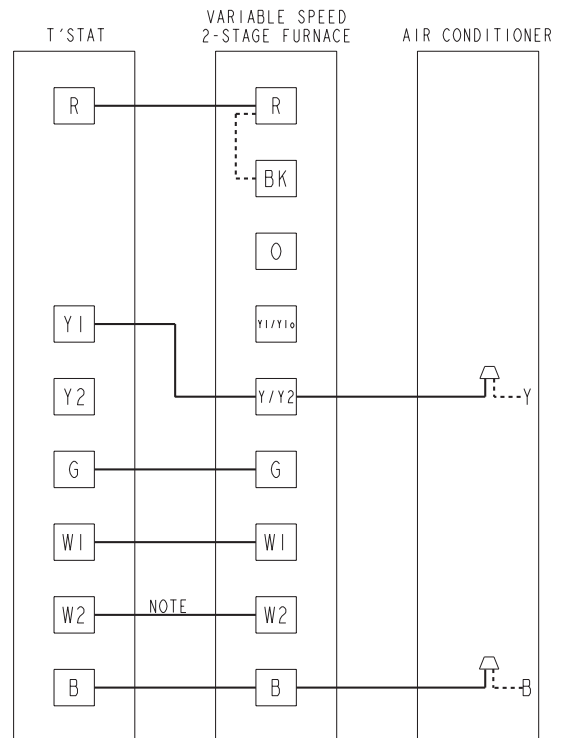 VARIABLE SPEED
T'STAT 2-STAGE FURNACE AIR CONDITIONER
R R
BK
O
Y1 Y1/Y1o
Y2 Y/Y2 Y
G G
W1 W1
W2 NOTE W2
B B B